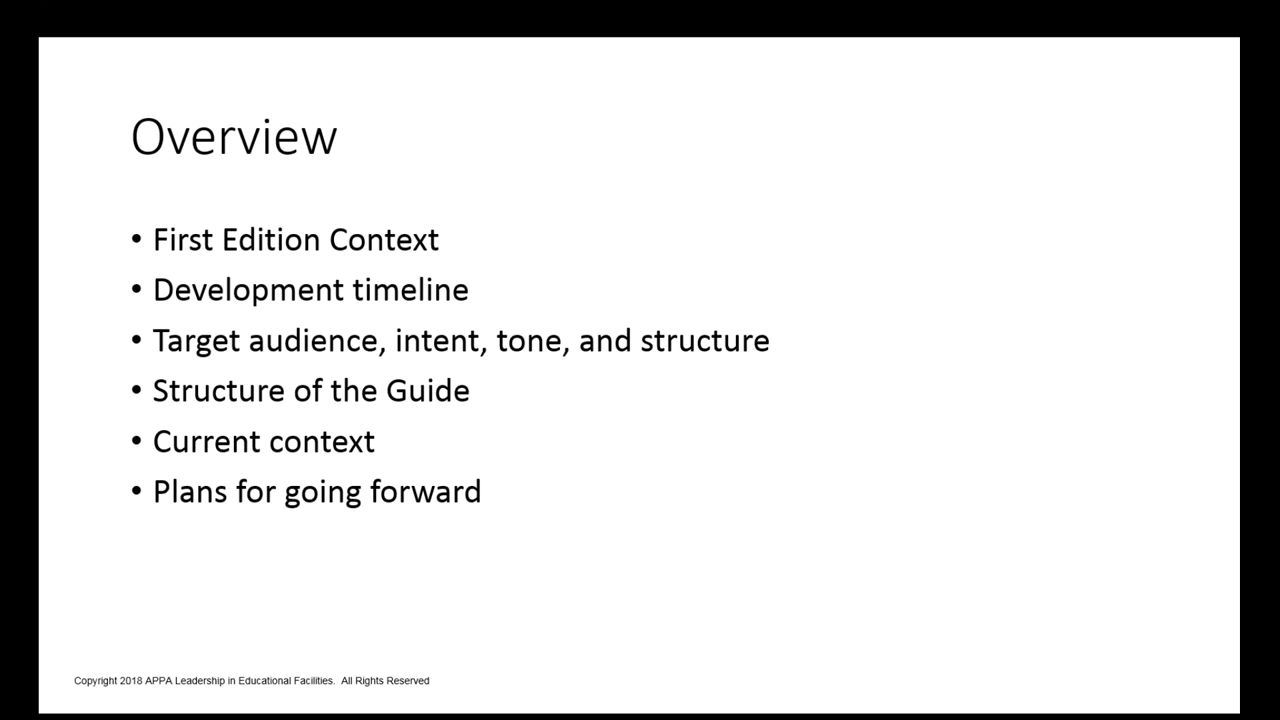 Overview
• First Edition Context
• Development timeline
• Target audience, intent, tone, and structure
• Structure of the Guide
• Current context
• Plans for going forward
Copyright 2018 APPA Leadership in Educational Facilities.  All Rights Reserved